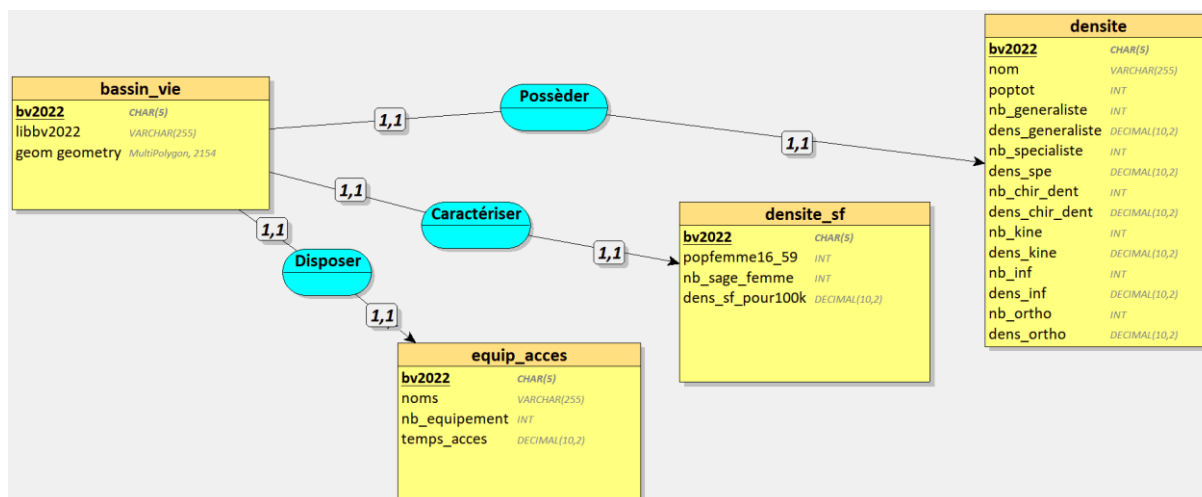 densite
bv2022 CHAR(5)
nom VARCHAR(255)
poptot INT
nb_generaliste INT
dens_generaliste DECIMAL(10,2)
nb_specialiste INT
dens_spe DECIMAL(10,2)
nb_chir_dent INT
dens_chir_dent DECIMAL(10,2)
nb_kine INT
dens_kine DECIMAL(10,2)
nb_inf INT
dens_inf DECIMAL(10,2)
nb_ortho INT
dens_ortho DECIMAL(10,2)
bassin_vie
bv2022 CHAR(5)
libbv2022 VARCHAR(255)
geom geometry MultiPolygon, 2154
Possèder
1,1
1,1
1,1
Caractériser
1,1
1,1
Disposer
1,1
densite_sf
bv2022 CHAR(5)
popfemme16_59 INT
nb_sage_femme INT
dens_sf_pour100k DECIMAL(10,2)
equip_acces
bv2022 CHAR(5)
noms VARCHAR(255)
nb_equipement INT
temps_acces DECIMAL(10,2)